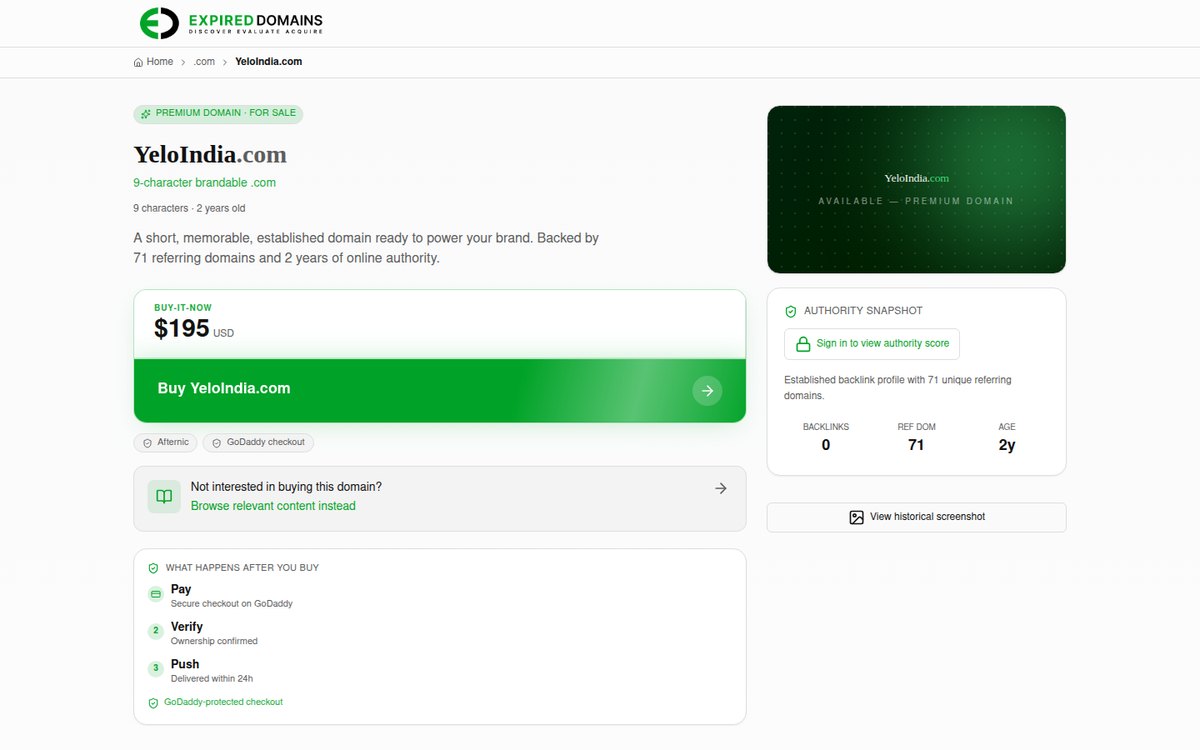 EXPIRED DOMAINS
DISCOVER EVALUATE ACQUIRE
Home > .com > YeloIndia.com
PREMIUM DOMAIN · FOR SALE
YeloIndia.com
9-character brandable .com
9 characters · 2 years old
A short, memorable, established domain ready to power your brand. Backed by
71 referring domains and 2 years of online authority.
BUY-IT-NOW
$195 USD
Buy YeloIndia.com
Afternic
GoDaddy checkout
Not interested in buying this domain?
Browse relevant content instead
WHAT HAPPENS AFTER YOU BUY
Pay
Secure checkout on GoDaddy
2
Verify
Ownership confirmed
3
Push
Delivered within 24h
GoDaddy-protected checkout
YeloIndia.com
AVAILABLE — PREMIUM DOMAIN
AUTHORITY SNAPSHOT
Sign in to view authority score
Established backlink profile with 71 unique referring
domains.
BACKLINKS REF DOM AGE
0 71 2y
View historical screenshot